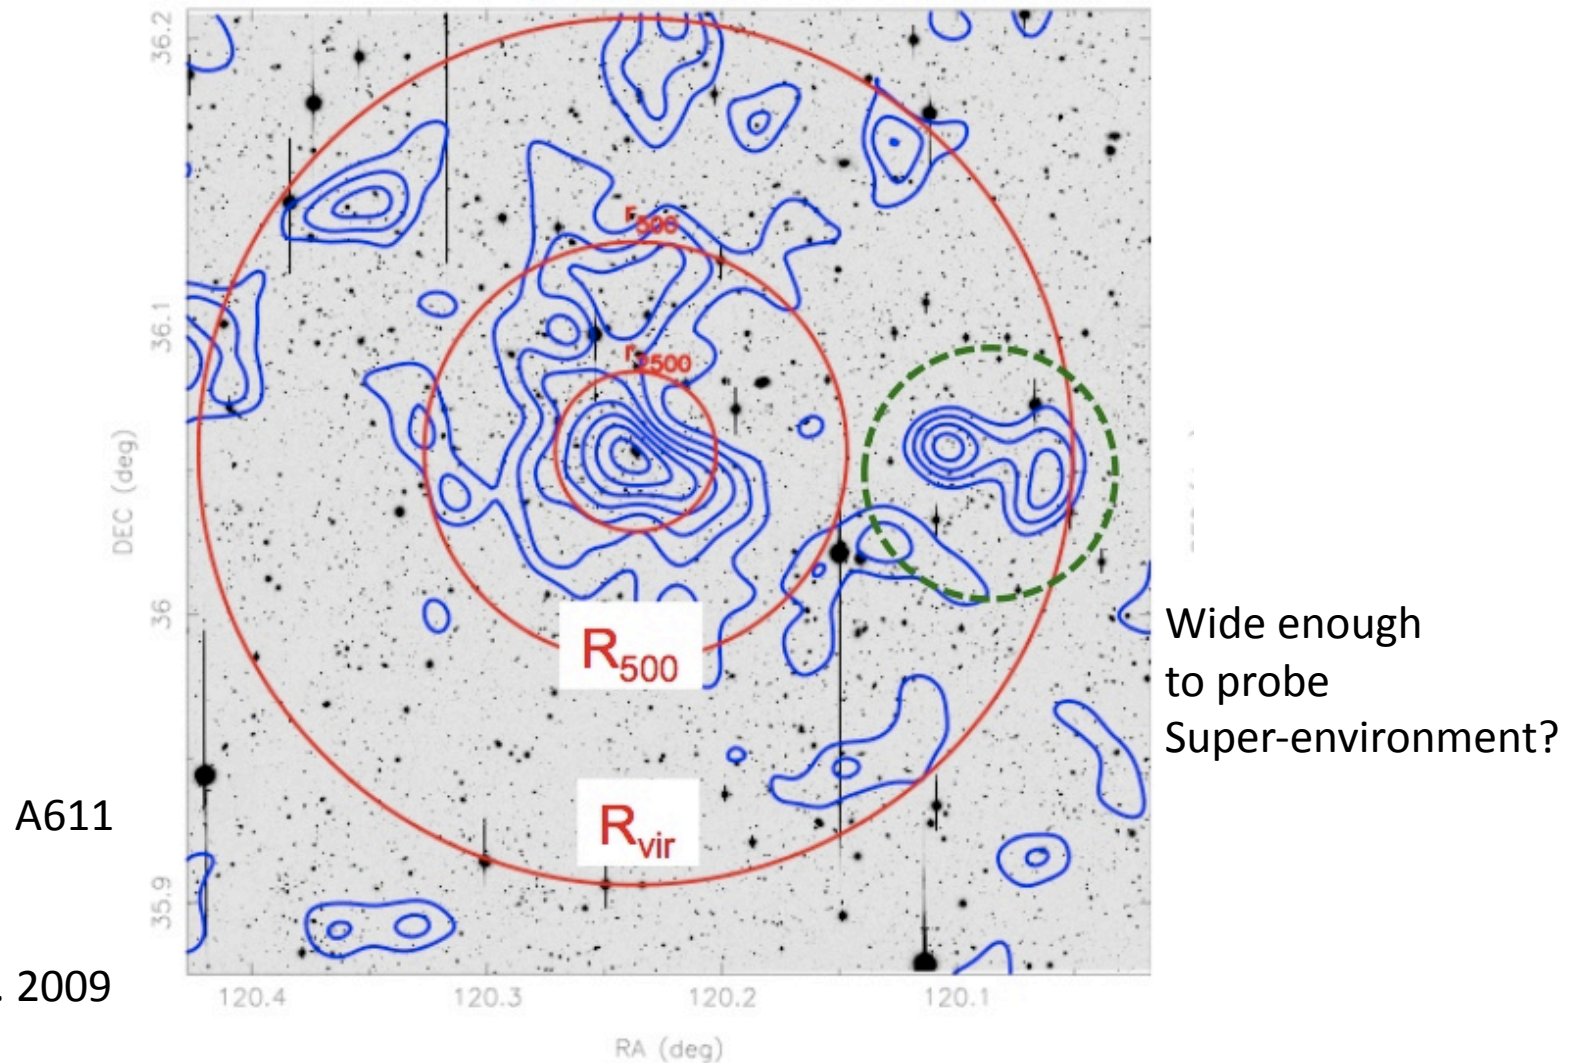 36.2
36.1
36
35.9
DEC (deg)
r500
r2500
R500
Rvir
Wide enough
to probe
Super-environment?
A611
. 2009
120.4
120.3
120.2
120.1
RA (deg)